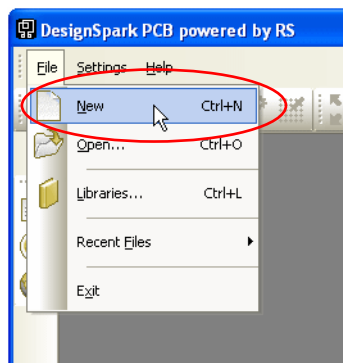 DesignSpark PCB powered by RS
File Settings Help
New Ctrl+N
Open... Ctrl+O
Libraries... Ctrl+L
Recent Files
Exit